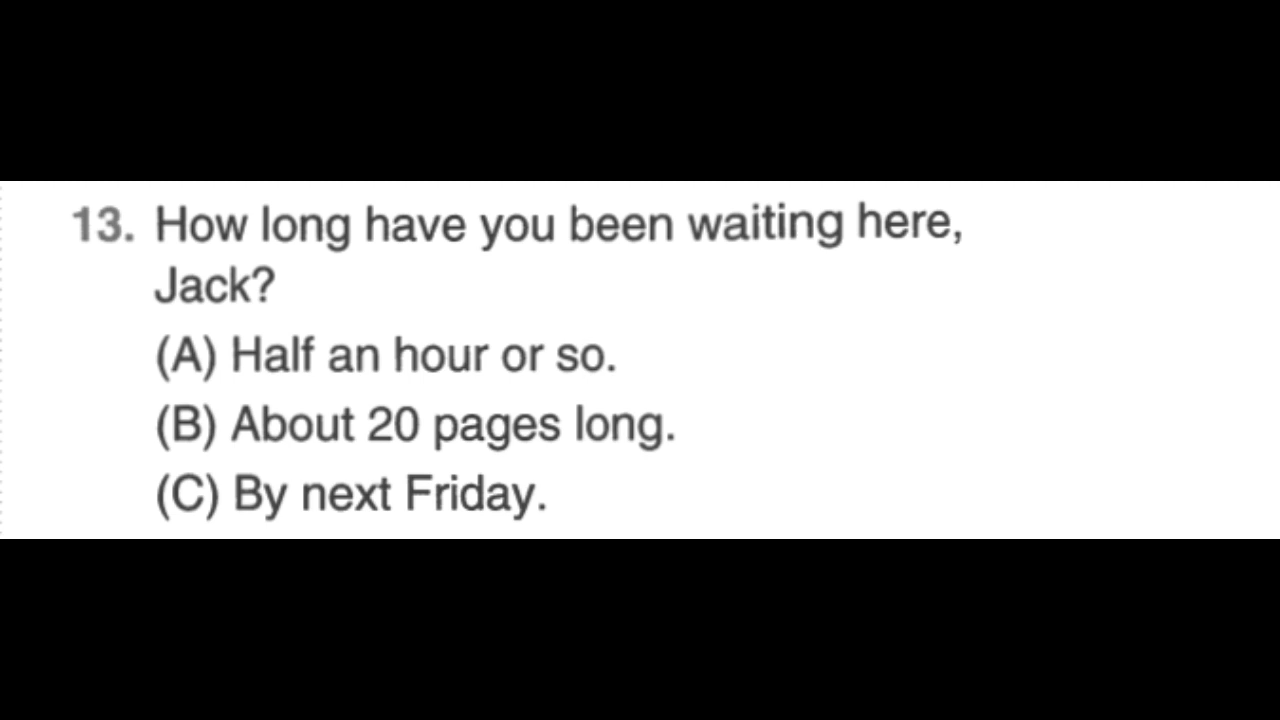 13. How long have you been waiting here,
Jack?
(A) Half an hour or so.
(B) About 20 pages long.
(C) By next Friday.